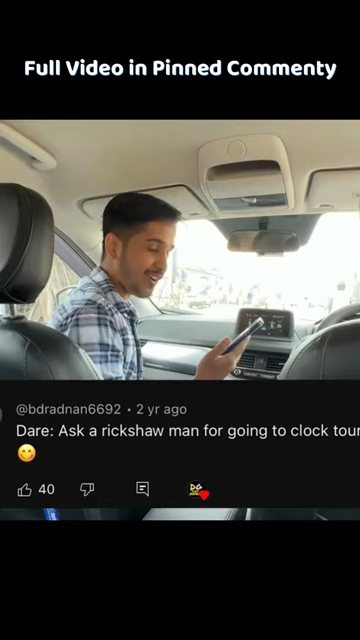 Full Video in Pinned Commenty
@bdradnan6692 • 2 yr ago
Dare: Ask a rickshaw man for going to clock tour
40